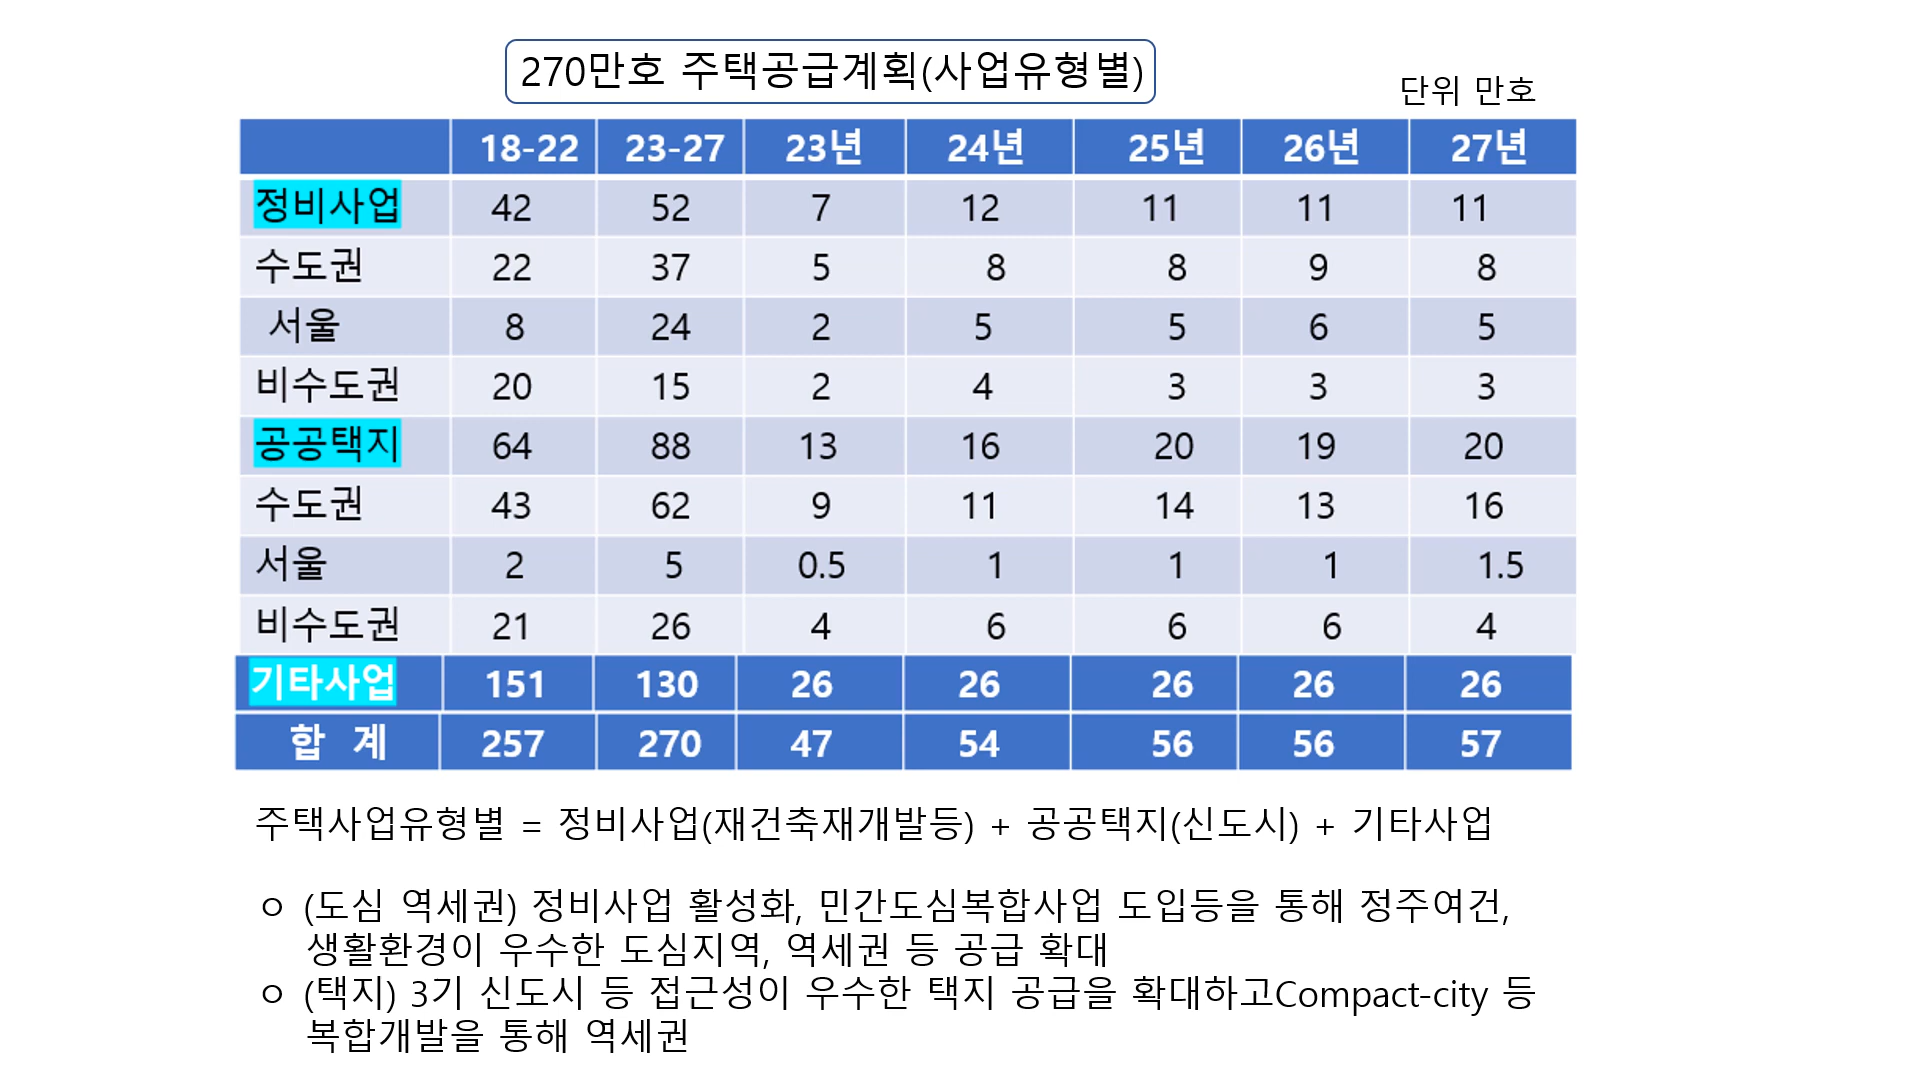 270만호 주택공급계획(사업유형별)
단위 만호
18-22 23-27 23년 24년 25년 26년 27년
정비사업 42 52 7 12 11 11 11
수도권 22 37 5 8 8 9 8
서울 8 24 2 5 5 6 5
비수도권 20 15 2 4 3 3 3
공공택지 64 88 13 16 20 19 20
수도권 43 62 9 11 14 13 16
서울 2 5 0.5 1 1 1 1.5
비수도권 21 26 4 6 6 6 4
기타사업 151 130 26 26 26 26 26
합 계 257 270 47 54 56 56 57
주택사업유형별 = 정비사업(재건축재개발등) + 공공택지(신도시) + 기타사업
ㅇ (도심 역세권) 정비사업 활성화, 민간도심복합사업 도입등을 통해 정주여건,
생활환경이 우수한 도심지역, 역세권 등 공급 확대
ㅇ (택지) 3기 신도시 등 접근성이 우수한 택지 공급을 확대하고Compact-city 등
복합개발을 통해 역세권